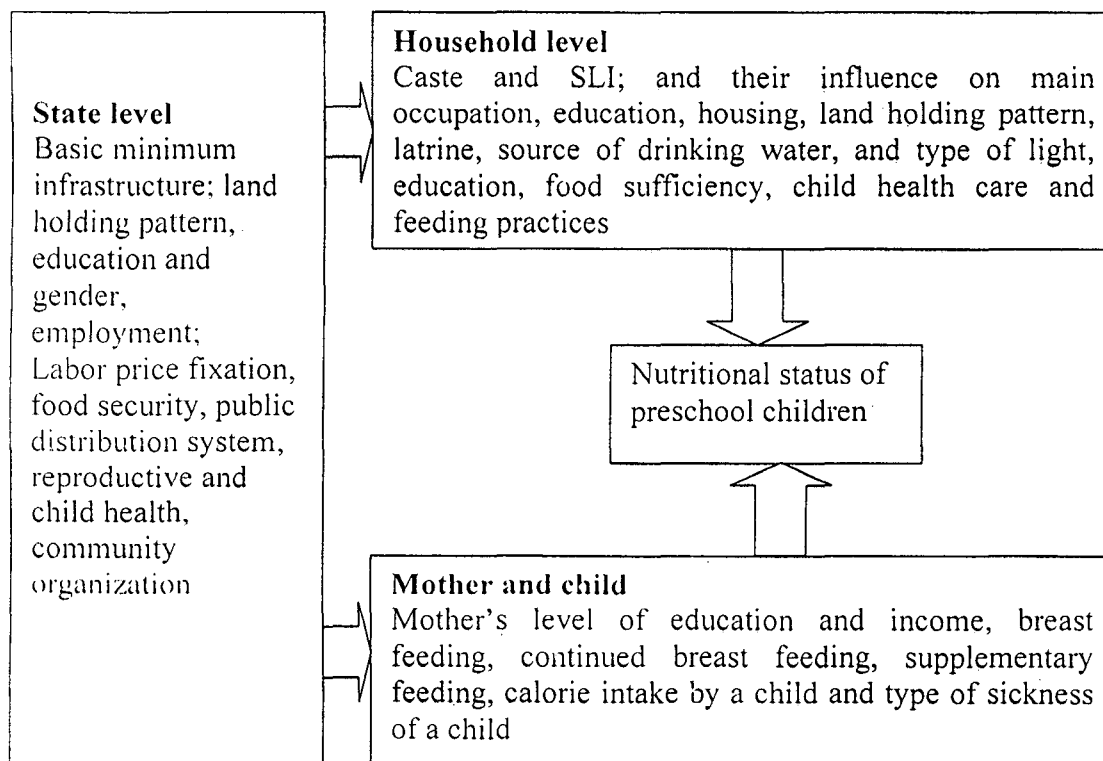 State level
Basic minimum
infrastructure; land
holding pattern,
education and
gender,
employment;
Labor price fixation,
food security, public
distribution system,
reproductive and
child health,
community
organization
Household level
Caste and SLI; and their influence on main
occupation, education, housing, land holding pattern,
latrine, source of drinking water, and type of light,
education, food sufficiency, child health care and
feeding practices
Nutritional status of
preschool children
Mother and child
Mother's level of education and income, breast
feeding, continued breast feeding, supplementary
feeding, calorie intake by a child and type of sickness
of a child